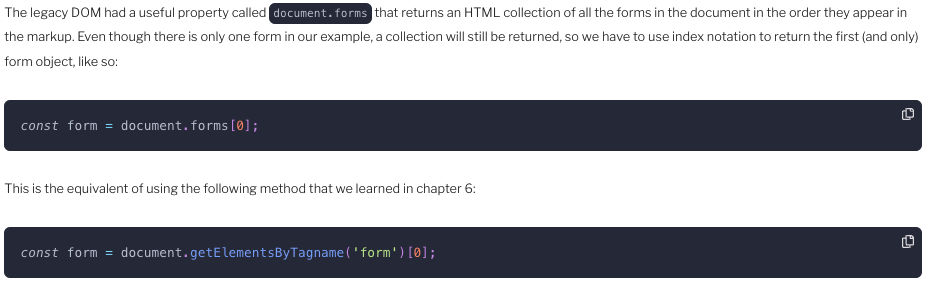 The legacy DOM had a useful property called document.forms that returns an HTML collection of all the forms in the document in the order they appear in
the markup. Even though there is only one form in our example, a collection will still be returned, so we have to use index notation to return the first (and only)
form object, like so:
const form = document.forms[0];
This is the equivalent of using the following method that we learned in chapter 6:
const form = document.getElementsByTagname('form')[0];